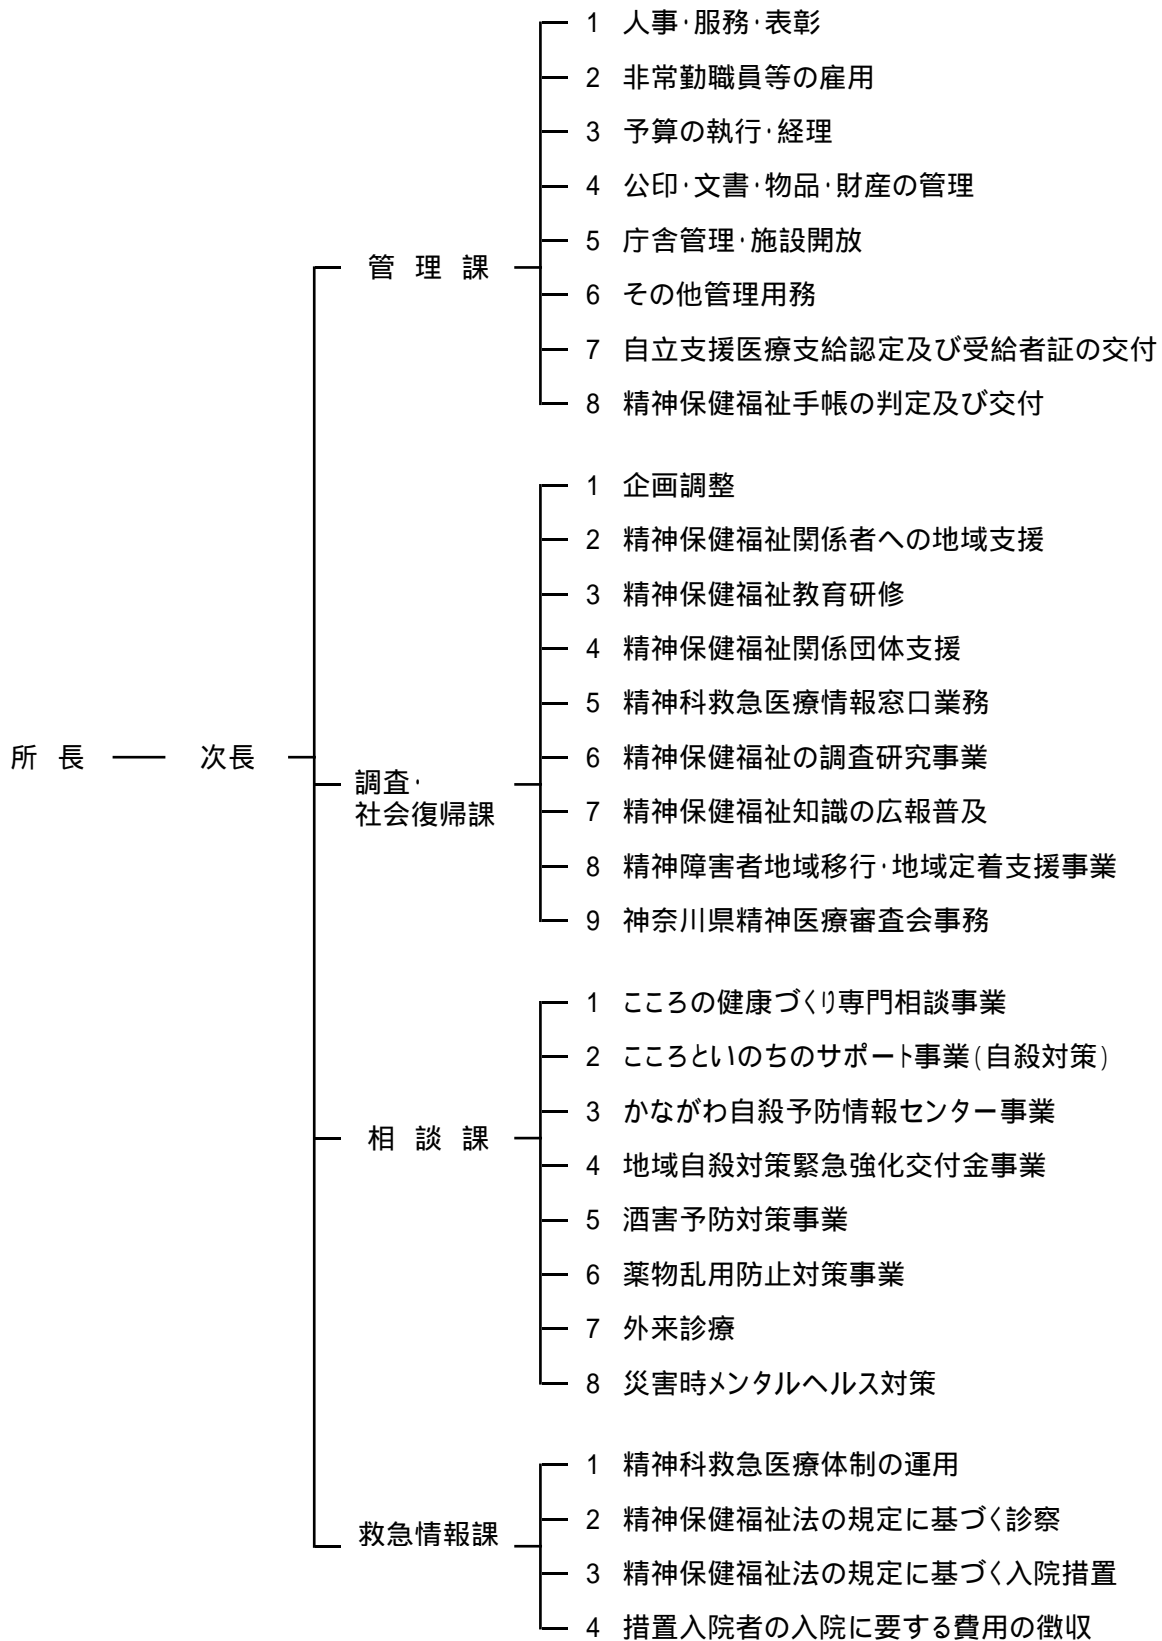 所 長
次長
管 理 課
1 人事・服務・表彰
2 非常勤職員等の雇用
3 予算の執行・経理
4 公印・文書・物品・財産の管理
5 庁舎管理・施設開放
6 その他管理用務
7 自立支援医療支給認定及び受給者証の交付
8 精神保健福祉手帳の判定及び交付
調査・
社会復帰課
1 企画調整
2 精神保健福祉関係者への地域支援
3 精神保健福祉教育研修
4 精神保健福祉関係団体支援
5 精神科救急医療情報窓口業務
6 精神保健福祉の調査研究事業
7 精神保健福祉知識の広報普及
8 精神障害者地域移行・地域定着支援事業
9 神奈川県精神医療審査会事務
相 談 課
1 こころの健康づくり専門相談事業
2 こころといのちのサポート事業(自殺対策)
3 かながわ自殺予防情報センター事業
4 地域自殺対策緊急強化交付金事業
5 酒害予防対策事業
6 薬物乱用防止対策事業
7 外来診療
8 災害時メンタルヘルス対策
救急情報課
1 精神科救急医療体制の運用
2 精神保健福祉法の規定に基づく診察
3 精神保健福祉法の規定に基づく入院措置
4 措置入院者の入院に要する費用の徴収